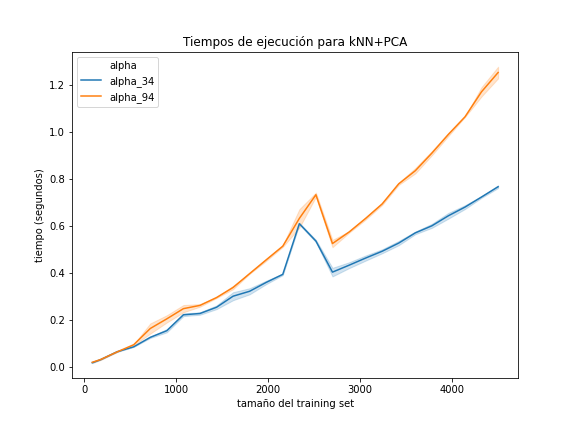 Tiempos de ejecución para kNN+PCA
alpha
alpha_34
alpha_94
1.2
1.0
0.8
0.6
0.4
0.2
0.0
tiempo (segundos)
0
1000
2000
3000
4000
tamaño del training set